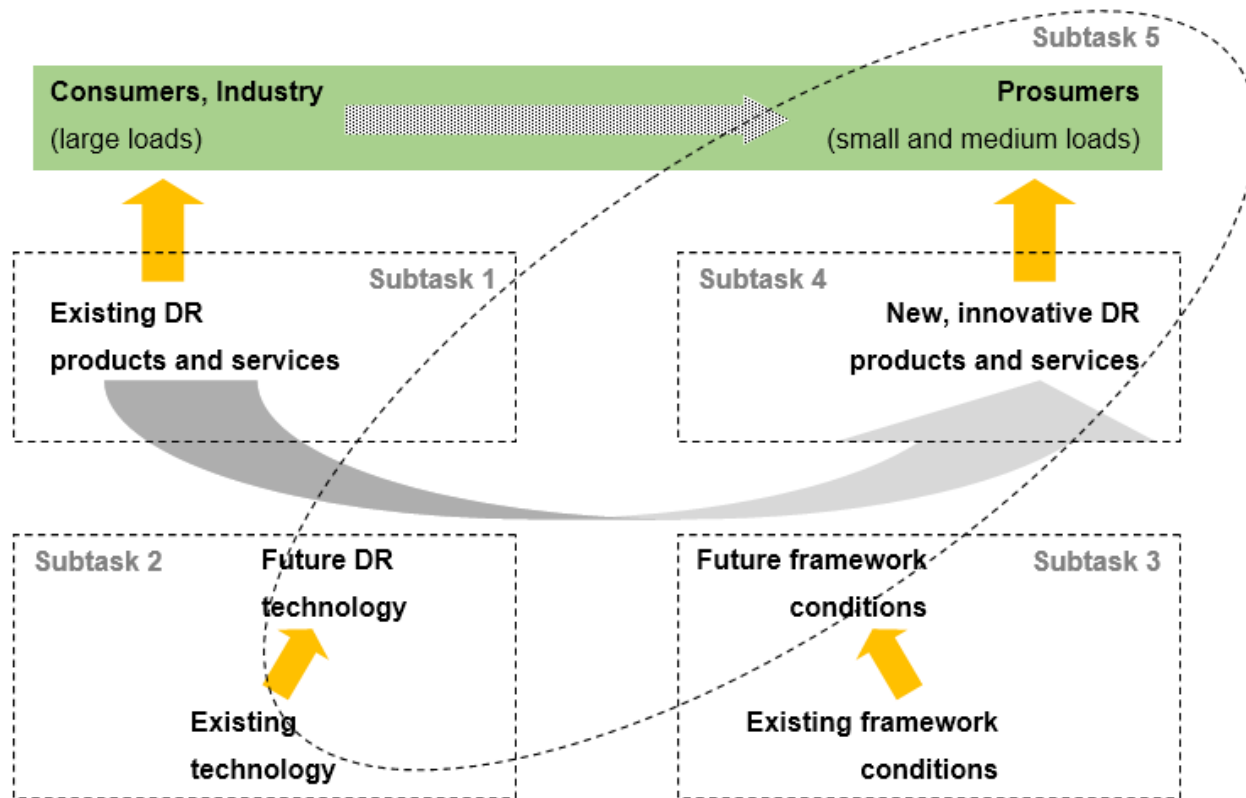 Subtask 5
Consumers, Industry
(large loads)
Prosumers
(small and medium loads)
Subtask 1
Existing DR
products and services
Subtask 4
New, innovative DR
products and services
Subtask 2
Future DR
technology
Existing
technology
Subtask 3
Future framework
conditions
Existing framework
conditions